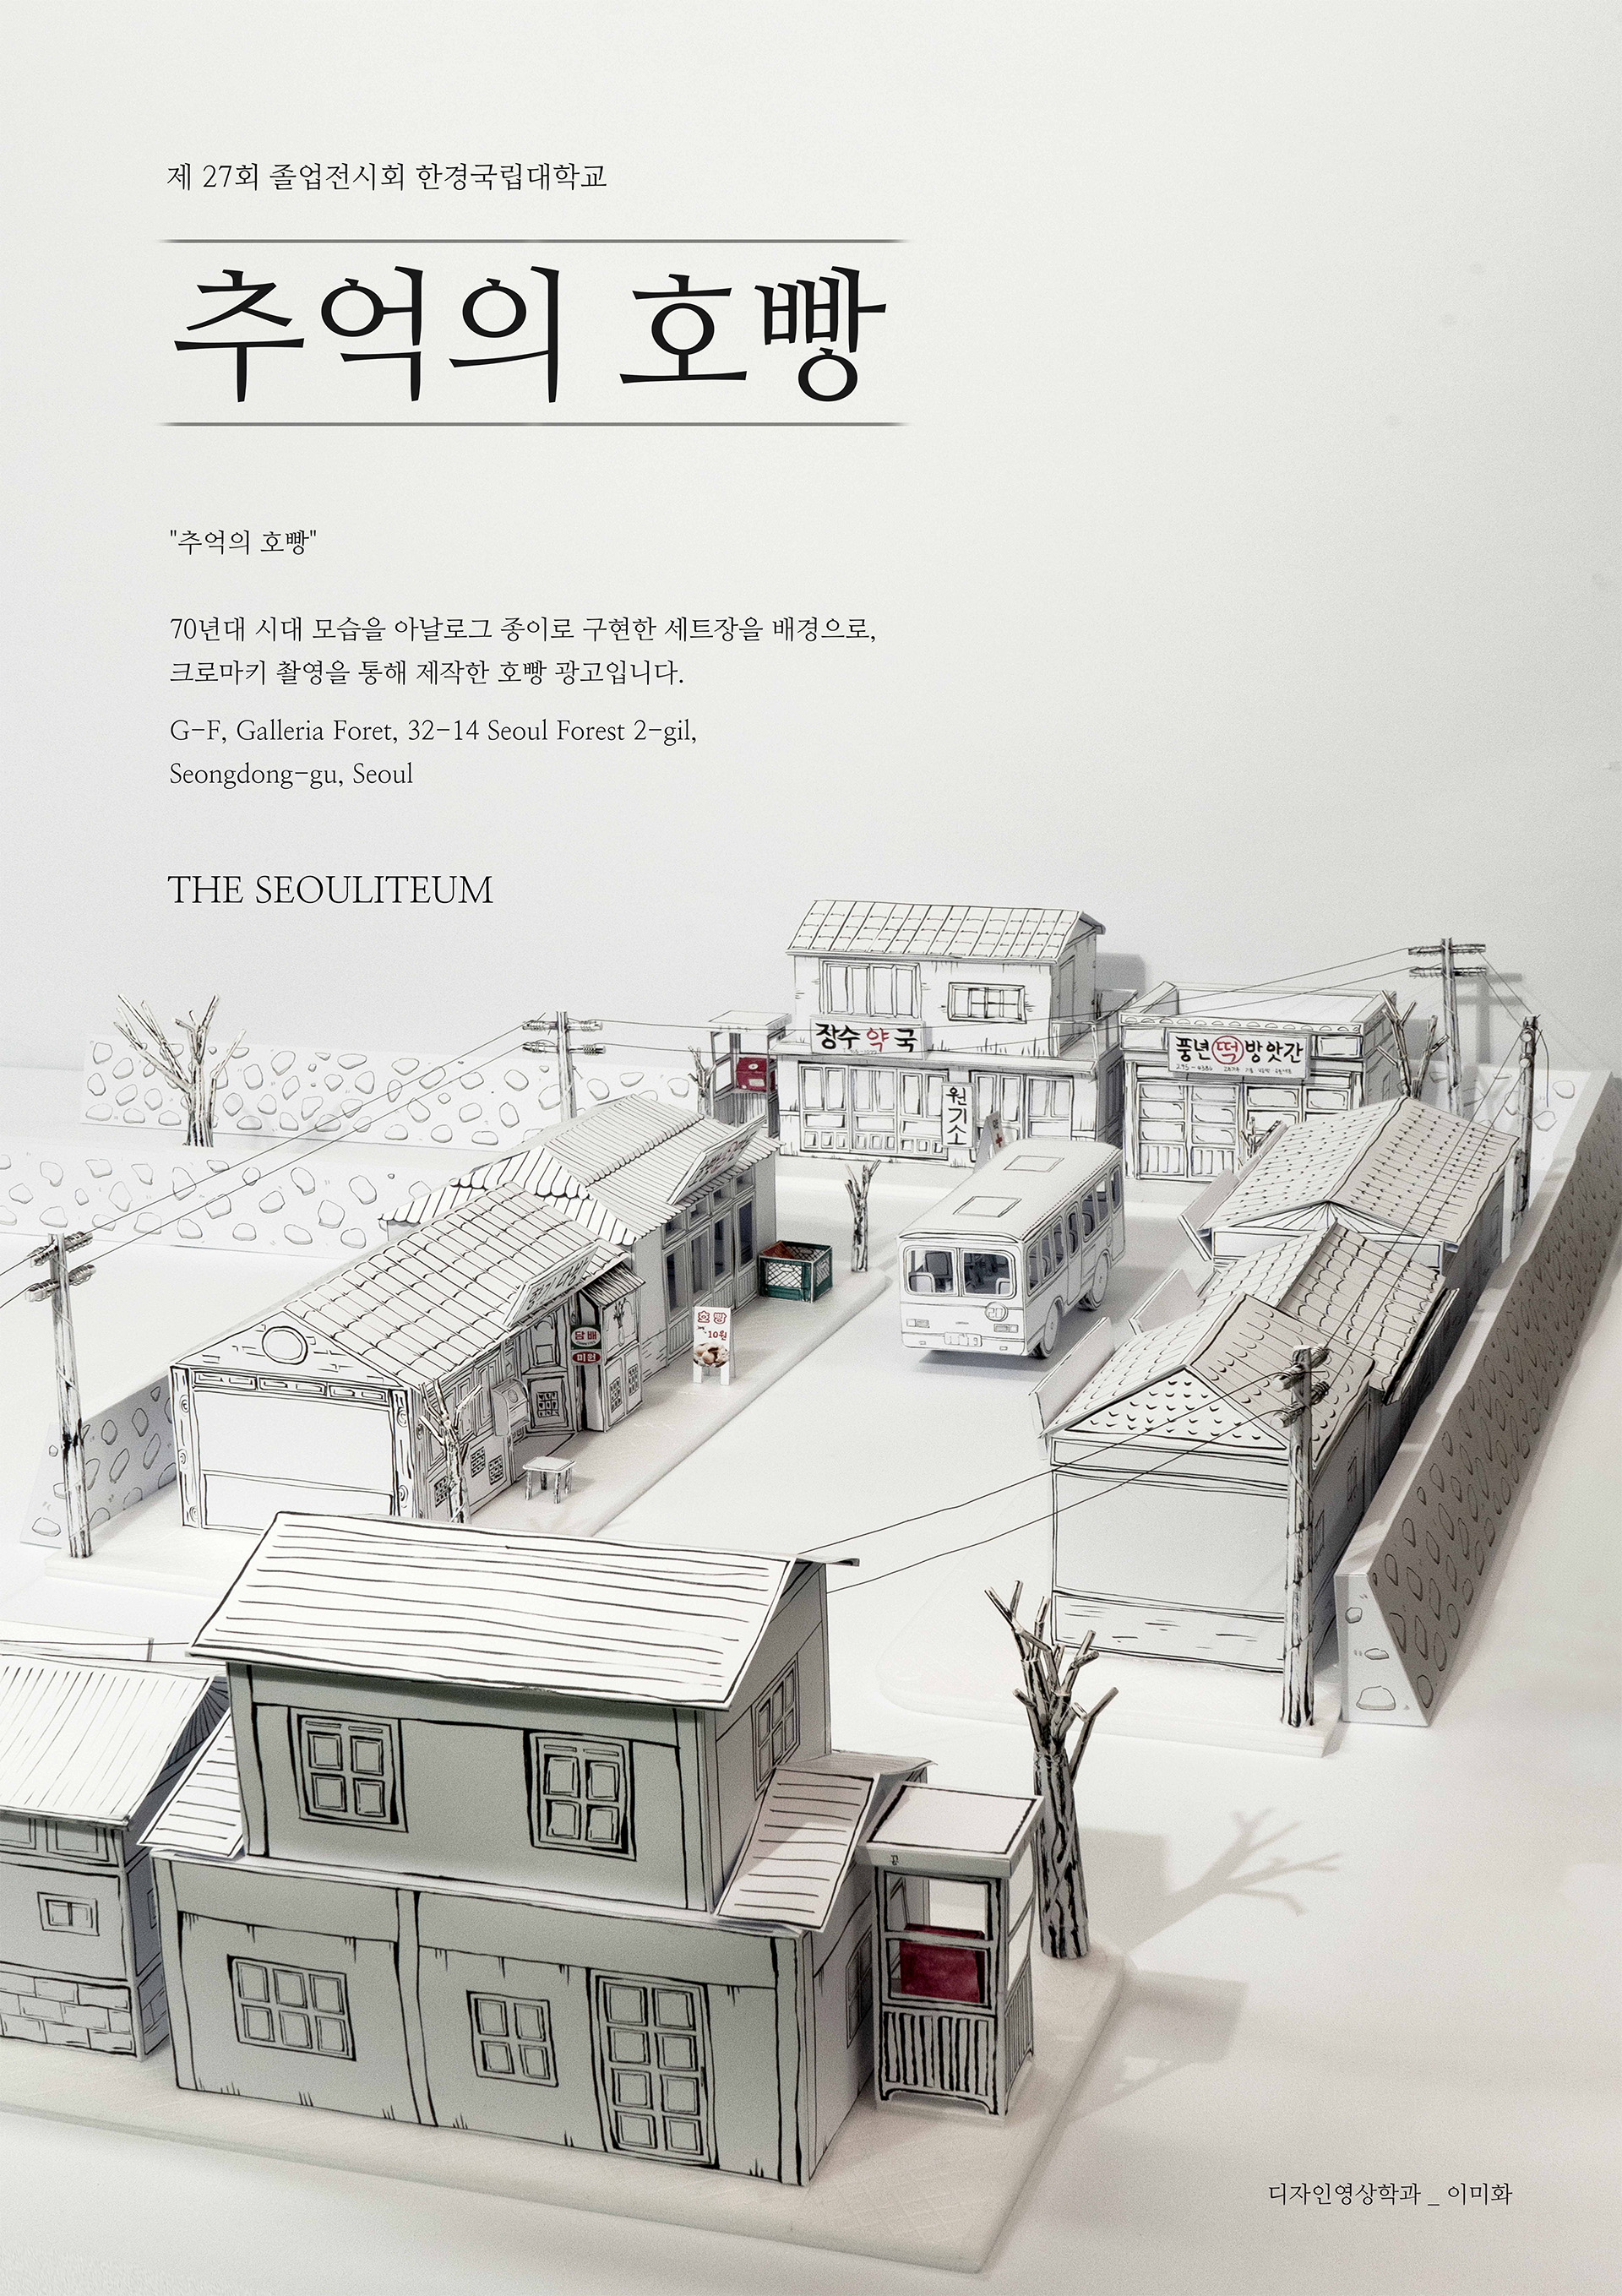 제 27회 졸업전시회 한경국립대학교
추억의 호빵
"추억의 호빵"
70년대 시대 모습을 아날로그 종이로 구현한 세트장을 배경으로,
크로마키 촬영을 통해 제작한 호빵 광고입니다.
G-F, Galleria Foret, 32-14 Seoul Forest 2-gil,
Seongdong-gu, Seoul
THE SEOULITEUM
장수약국
풍년떡방앗간
원기소
호빵
10원
담배
미원
디자인영상학과 _ 이미화